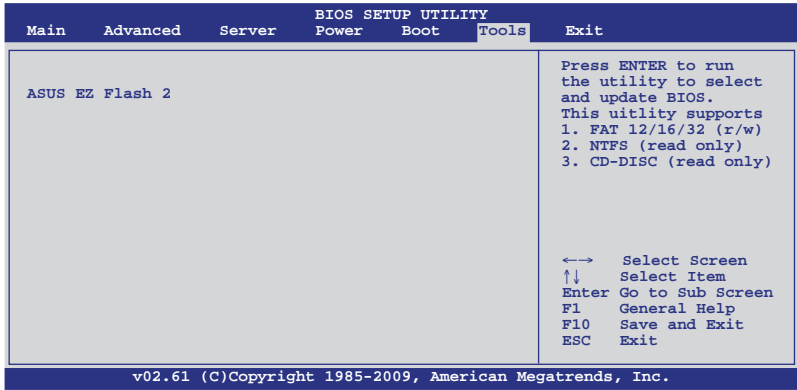 BIOS SETUP UTILITY
Main Advanced Server Power Boot Tools Exit
ASUS EZ Flash 2
Press ENTER to run
the utility to select
and update BIOS.
This uitlity supports
1. FAT 12/16/32 (r/w)
2. NTFS (read only)
3. CD-DISC (read only)
←→ Select Screen
↑↓ Select Item
Enter Go to Sub Screen
F1 General Help
F10 Save and Exit
ESC Exit
v02.61 (C)Copyright 1985-2009, American Megatrends, Inc.